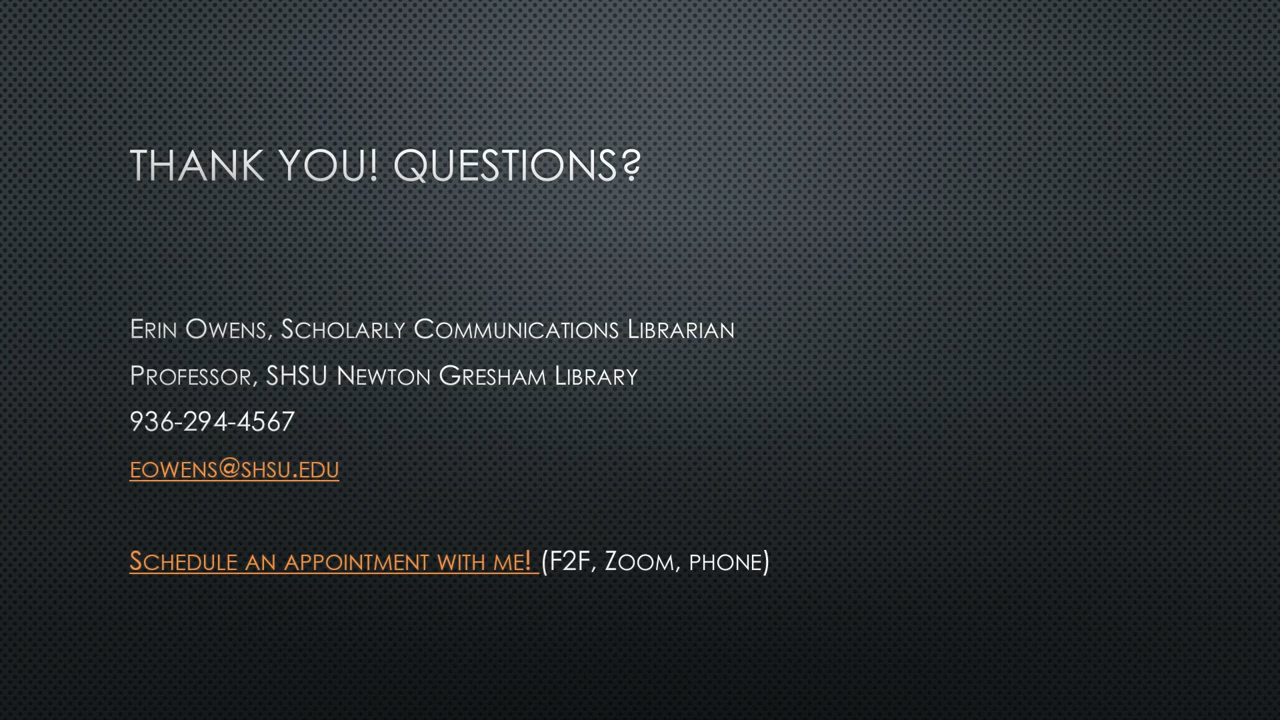 THANK YOU! QUESTIONS?
Erin Owens, Scholarly Communications Librarian
Professor, SHSU Newton Gresham Library
936-294-4567
eowens@shsu.edu
Schedule an appointment with me! (F2F, Zoom, phone)